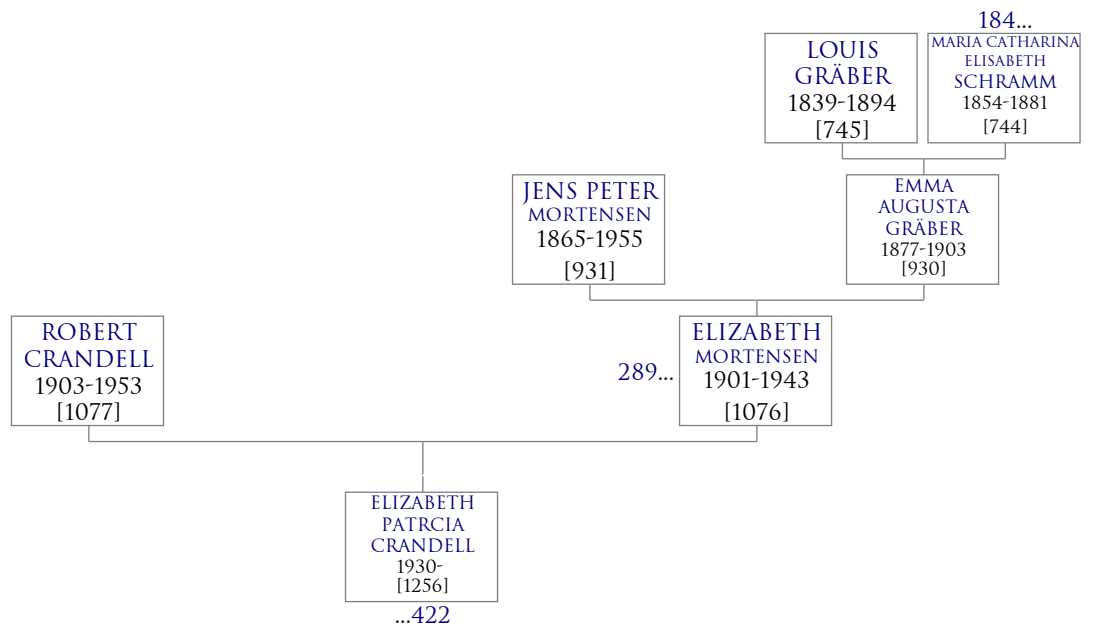 184...
LOUIS
GRÄBER
1839-1894
[745]
MARIA CATHARINA
ELISABETH
SCHRAMM
1854-1881
[744]
JENS PETER
MORTENSEN
1865-1955
[931]
EMMA
AUGUSTA
GRÄBER
1877-1903
[930]
ROBERT
CRANDELL
1903-1953
[1077]
289...
ELIZABETH
MORTENSEN
1901-1943
[1076]
ELIZABETH
PATRCIA
CRANDELL
1930-
[1256]
...422